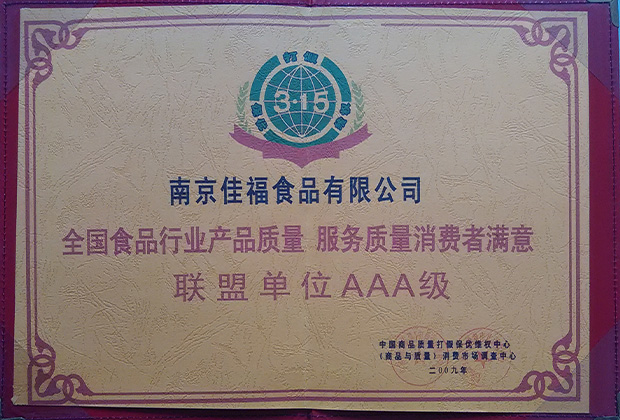 打假
3·15
南京佳福食品有限公司
全国食品行业产品质量 服务质量消费者满意
联盟单位AAA级
中国商品质量打假保优维权中心
(商品与质量)消费市场调查中心
二00九年